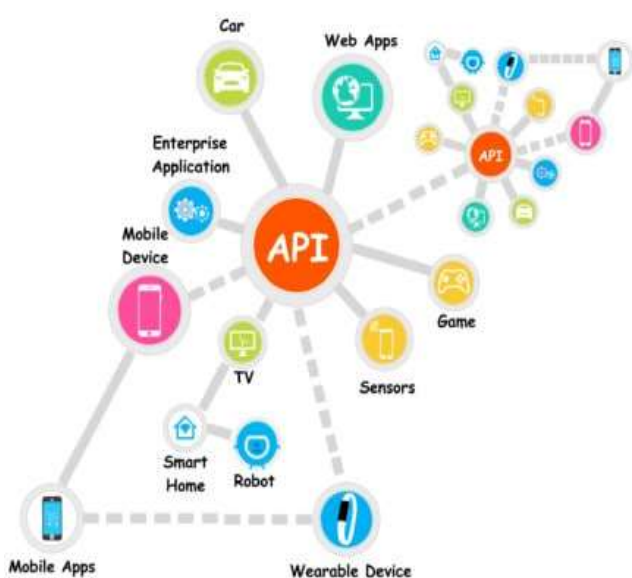 Car
Web Apps
Enterprise
Application
API
Mobile
Device
API
Game
TV
Sensors
Smart
Home
Robot
Mobile Apps
Wearable Device